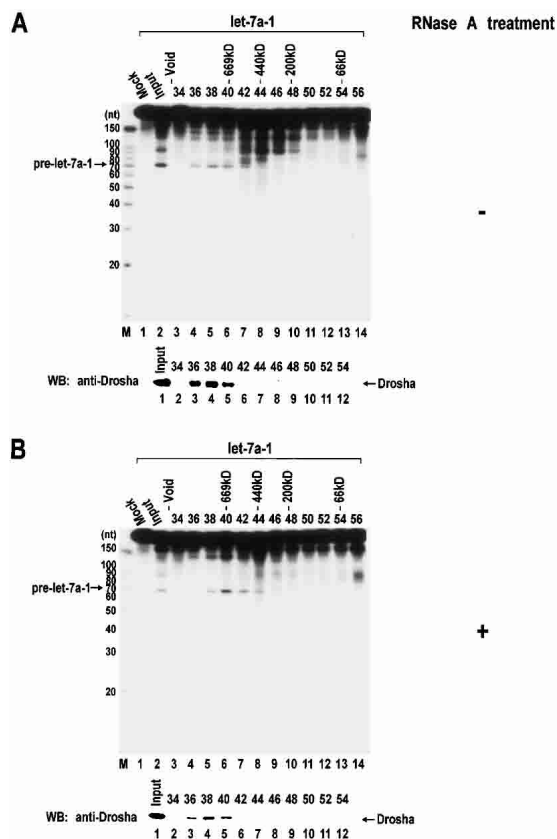 A
let-7a-1
RNase A treatment
Mock
Input
- Void
- 669kD
- 440kD
- 200kD
- 66kD
34 36 38 40 42 44 46 48 50 52 54 56
(nt)
150
100
90
80
70
60
50
40
30
20
pre-let-7a-1→
-
M 1 2 3 4 5 6 7 8 9 10 11 12 13 14
Input
34 36 38 40 42 44 46 48 50 52 54
WB: anti-Drosha
←Drosha
1 2 3 4 5 6 7 8 9 10 11 12
B
let-7a-1
Mock
Input
- Void
- 669kD
- 440kD
- 200kD
- 66kD
34 36 38 40 42 44 46 48 50 52 54 56
(nt)
150
100
90
80
70
60
50
40
30
20
pre-let-7a-1→
+
M 1 2 3 4 5 6 7 8 9 10 11 12 13 14
Input
34 36 38 40 42 44 46 48 50 52 54
WB: anti-Drosha
←Drosha
1 2 3 4 5 6 7 8 9 10 11 12